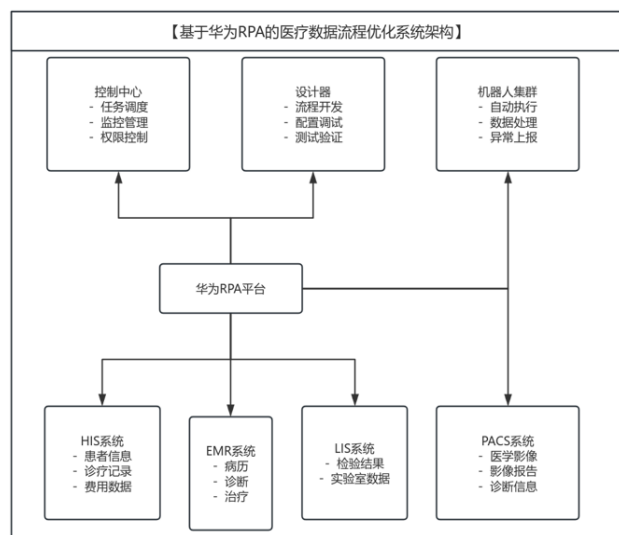 【基于华为RPA的医疗数据流程优化系统架构】
控制中心
- 任务调度
- 监控管理
- 权限控制
设计器
- 流程开发
- 配置调试
- 测试验证
机器人集群
- 自动执行
- 数据处理
- 异常上报
华为RPA平台
HIS系统
- 患者信息
- 诊疗记录
- 费用数据
EMR系统
- 病历
- 诊断
- 治疗
LIS系统
- 检验结果
- 实验室数据
PACS系统
- 医学影像
- 影像报告
- 诊断信息